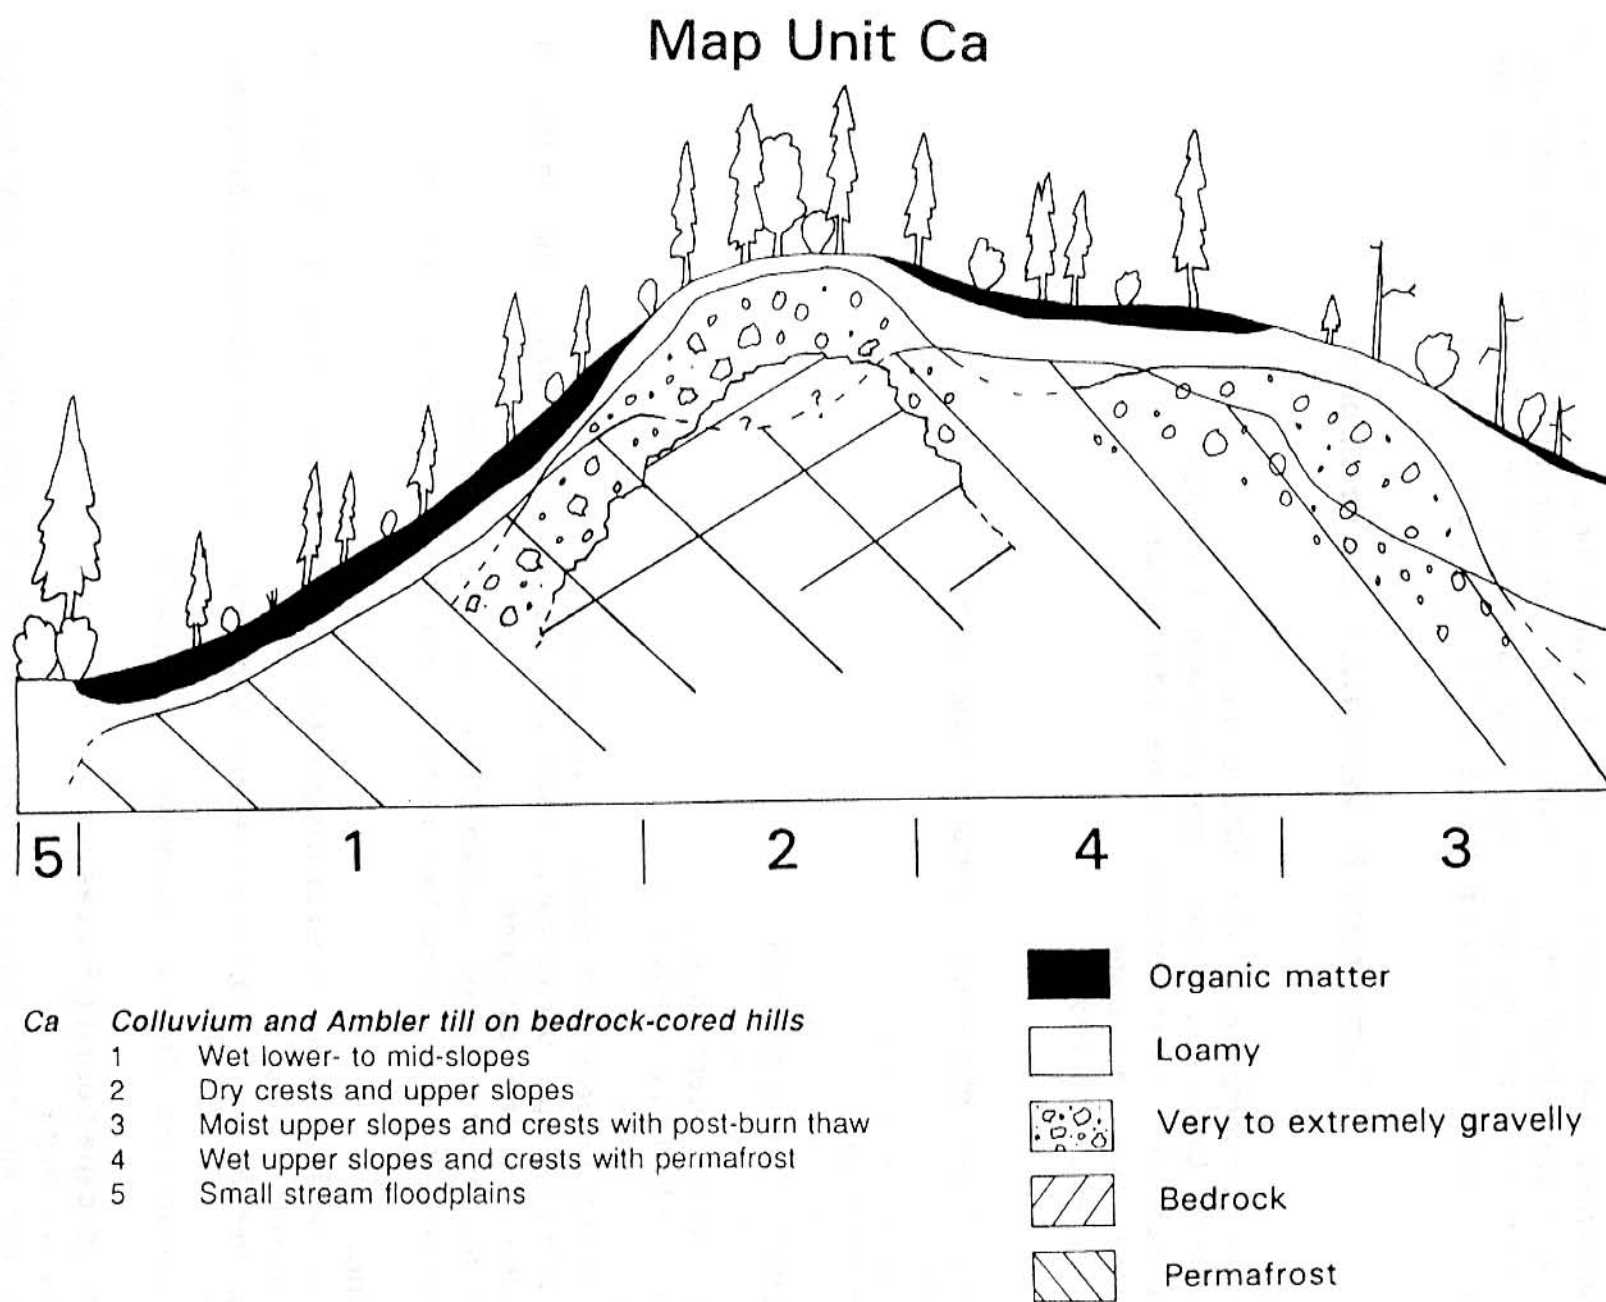 Map Unit Ca
?
?
5 1 2 4 3
Ca Colluvium and Ambler till on bedrock-cored hills
1 Wet lower- to mid-slopes
2 Dry crests and upper slopes
3 Moist upper slopes and crests with post-burn thaw
4 Wet upper slopes and crests with permafrost
5 Small stream floodplains
Organic matter
Loamy
Very to extremely gravelly
Bedrock
Permafrost